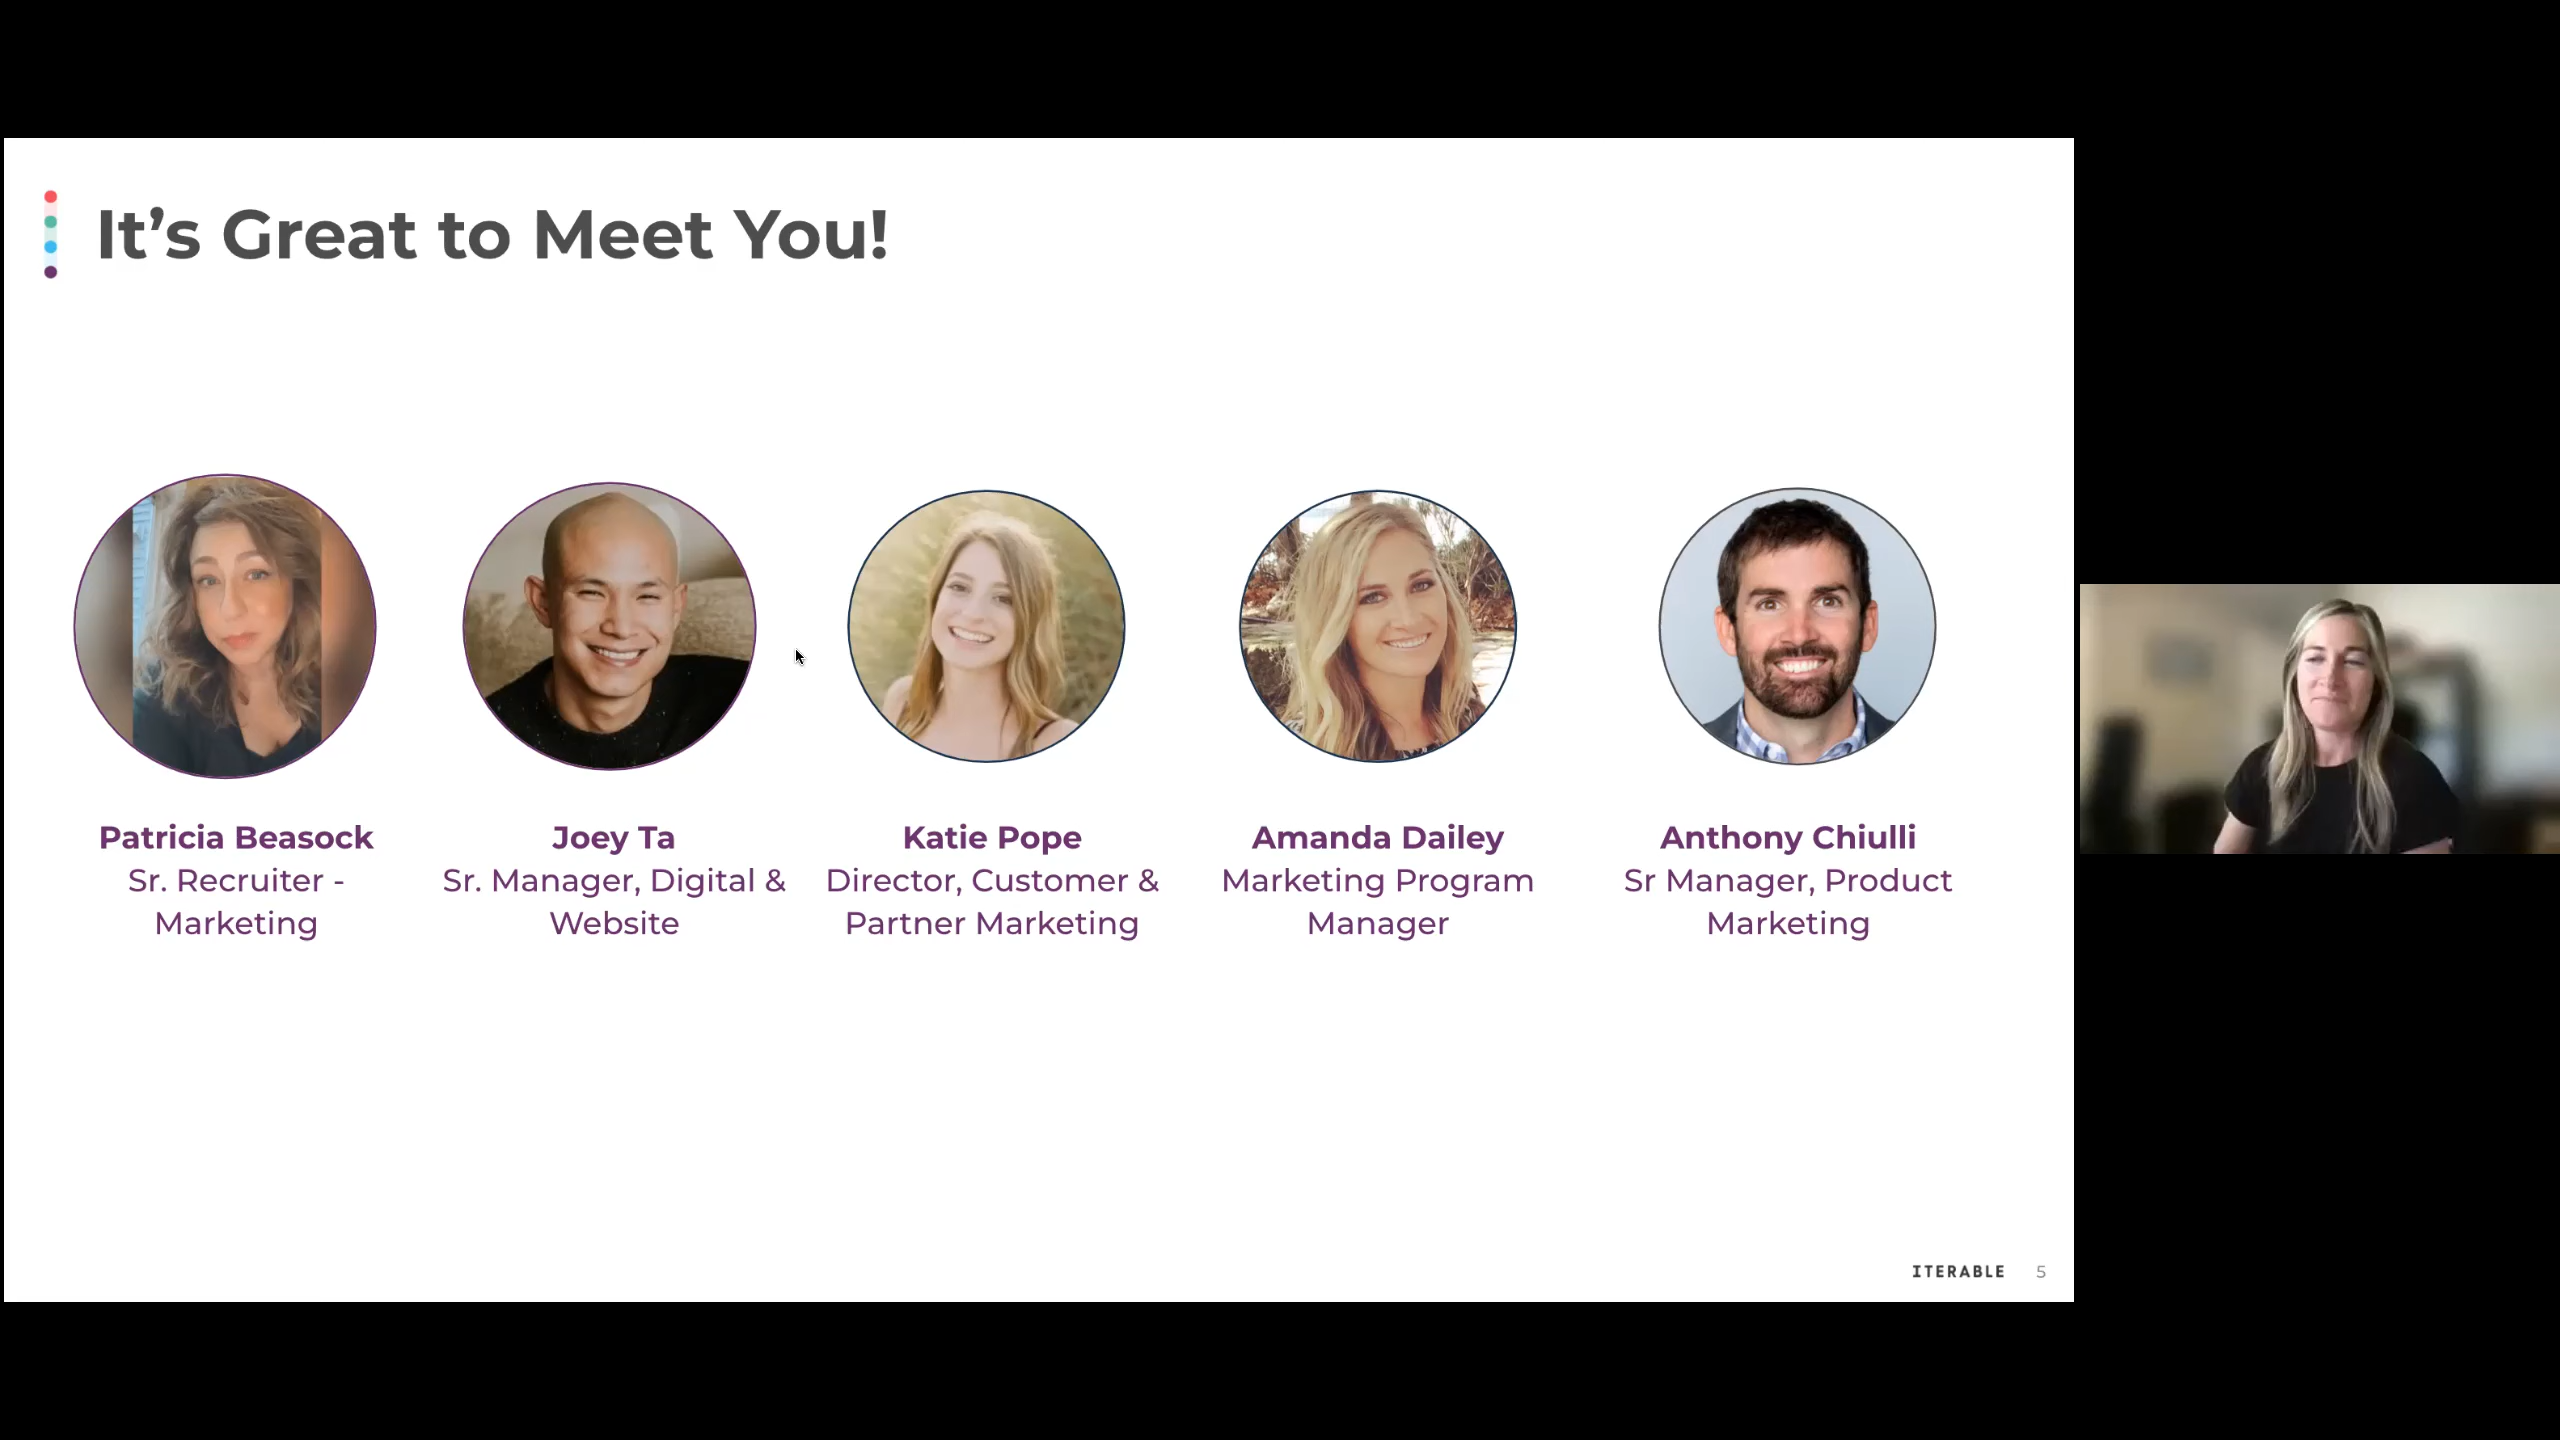 It’s Great to Meet You!
Patricia Beasock
Sr. Recruiter -
Marketing
Joey Ta
Sr. Manager, Digital &
Website
Katie Pope
Director, Customer &
Partner Marketing
Amanda Dailey
Marketing Program
Manager
Anthony Chiulli
Sr Manager, Product
Marketing
ITERABLE 5